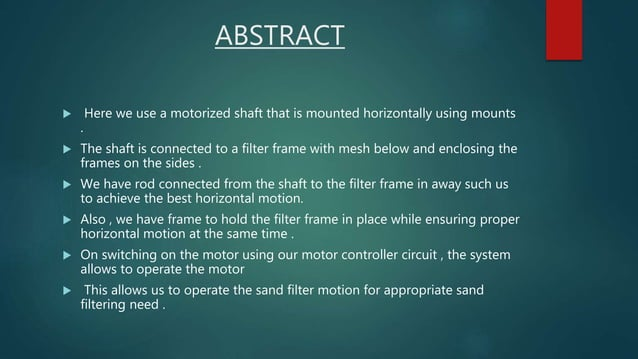 ABSTRACT
Here we use a motorized shaft that is mounted horizontally using mounts
.
The shaft is connected to a filter frame with mesh below and enclosing the
frames on the sides .
We have rod connected from the shaft to the filter frame in away such us
to achieve the best horizontal motion.
Also , we have frame to hold the filter frame in place while ensuring proper
horizontal motion at the same time .
On switching on the motor using our motor controller circuit , the system
allows to operate the motor
This allows us to operate the sand filter motion for appropriate sand
filtering need .